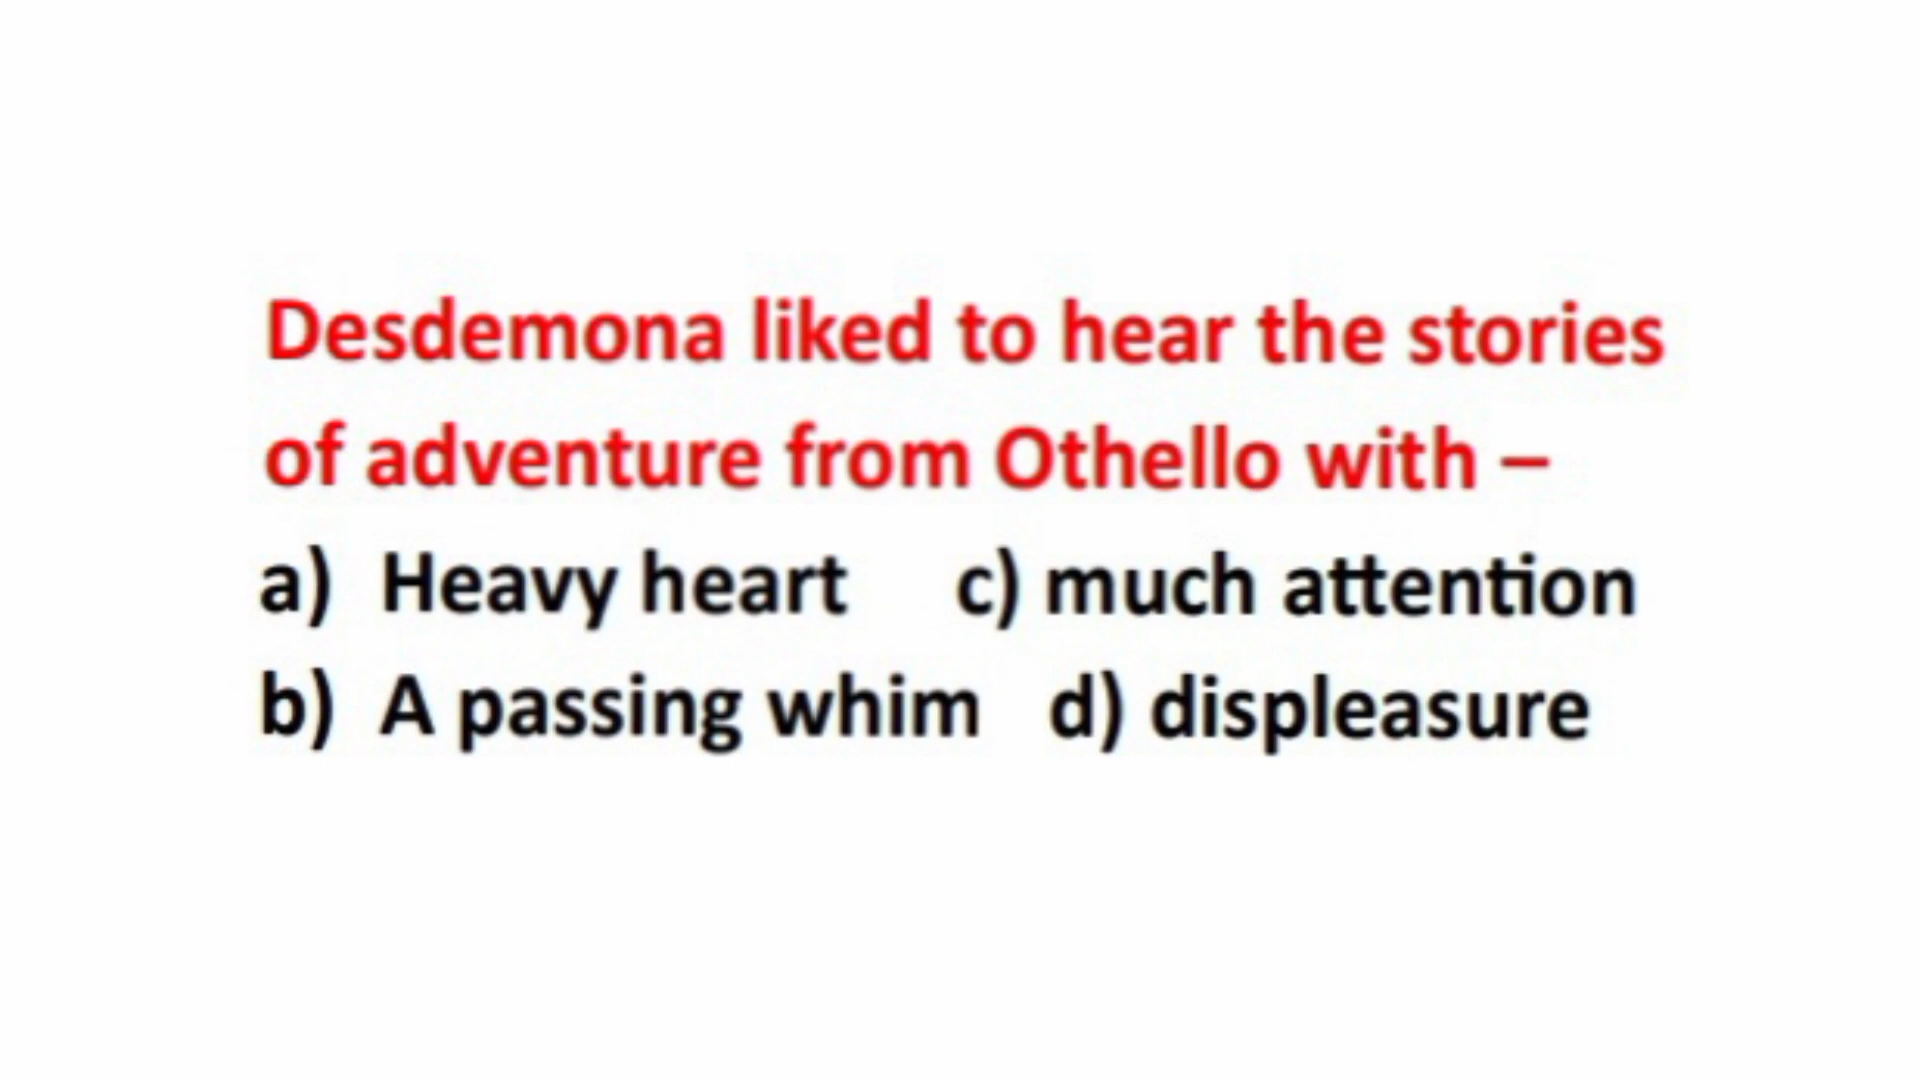 Desdemona liked to hear the stories
of adventure from Othello with –
a) Heavy heart c) much attention
b) A passing whim d) displeasure